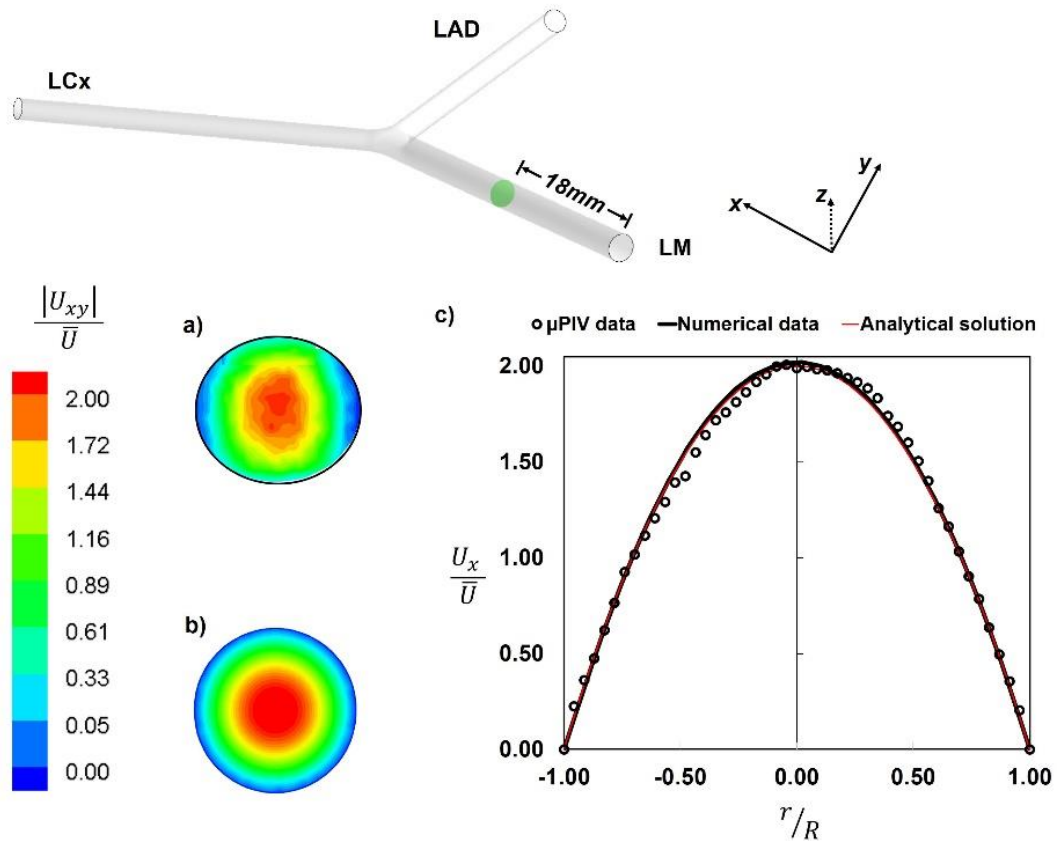 LAD
LCx
18mm
LM
x
y
z
|U_xy|
U̅
2.00
1.72
1.44
1.16
0.89
0.61
0.33
0.05
0.00
a)
b)
c)
µPIV data Numerical data Analytical solution
2.00
1.50
1.00
0.50
0.00
U_x
U̅
-1.00 -0.50 0.00 0.50 1.00
r/R